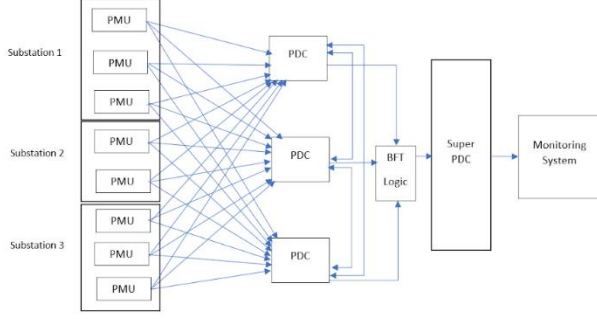 Substation 1
PMU
PMU
PMU
Substation 2
PMU
PMU
Substation 3
PMU
PMU
PMU
PDC
PDC
PDC
BFT
Logic
Super
PDC
Monitoring
System